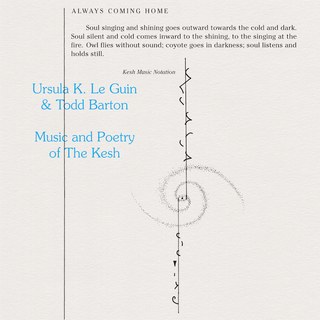 ALWAYS COMING HOME
Soul singing and shining goes outward towards the cold and dark.
Soul silent and cold comes inward to the shining, to the singing at the
fire. Owl flies without sound; coyote goes in darkness; soul listens and
holds still.
Kesh Music Notation
Ursula K. Le Guin
& Todd Barton
Music and Poetry
of The Kesh